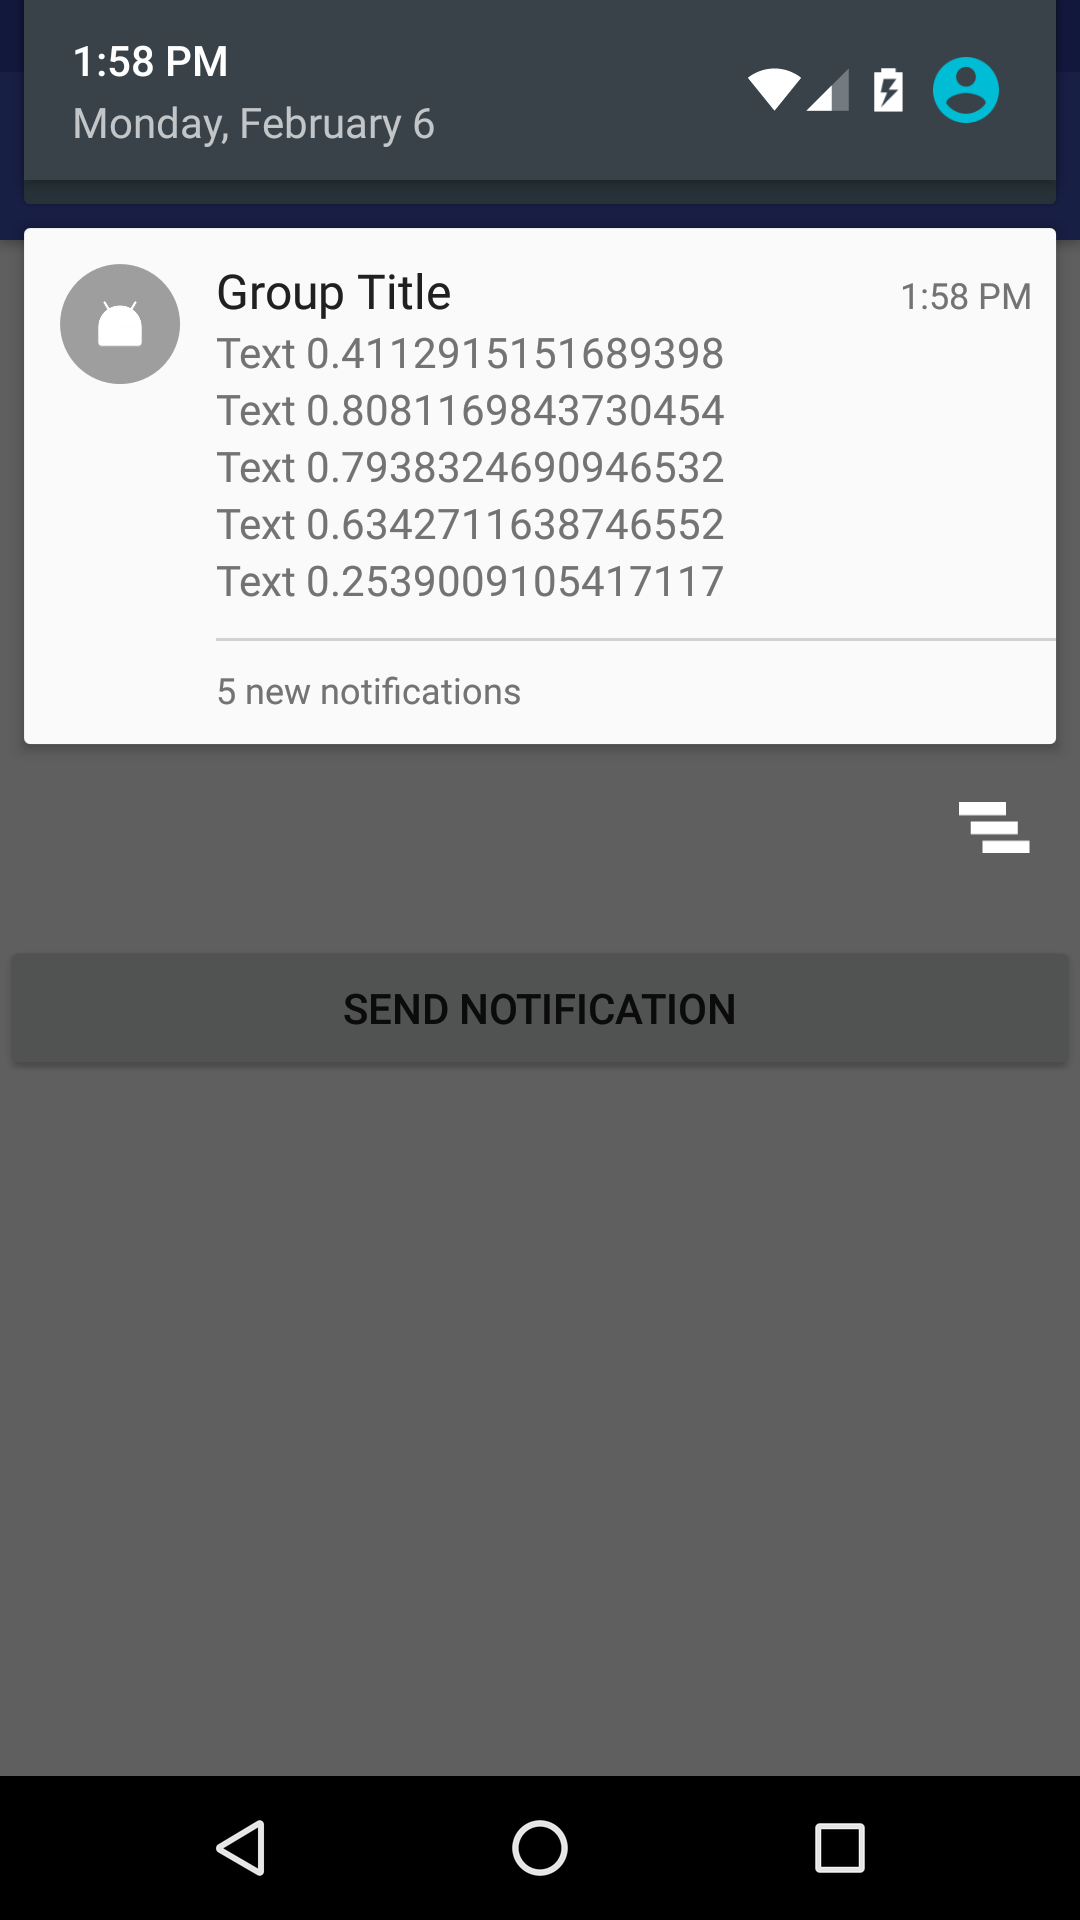 1:58 PM
Monday, February 6
Group Title
1:58 PM
Text 0.4112915151689398
Text 0.8081169843730454
Text 0.7938324690946532
Text 0.6342711638746552
Text 0.2539009105417117
5 new notifications
SEND NOTIFICATION